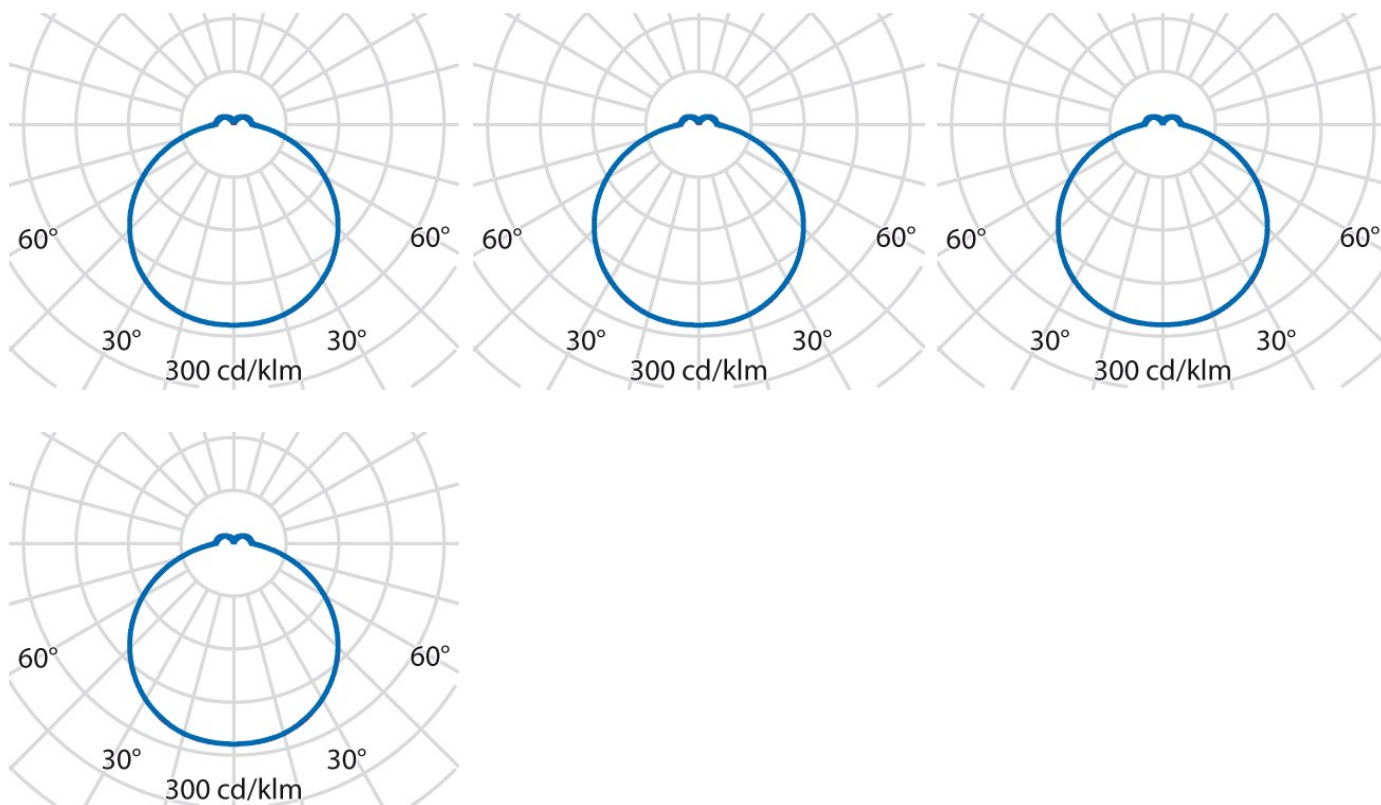 60° 60° 60° 60° 60° 60°
30° 30° 30° 30° 30° 30°
300 cd/klm 300 cd/klm 300 cd/klm
60° 60°
30° 30°
300 cd/klm